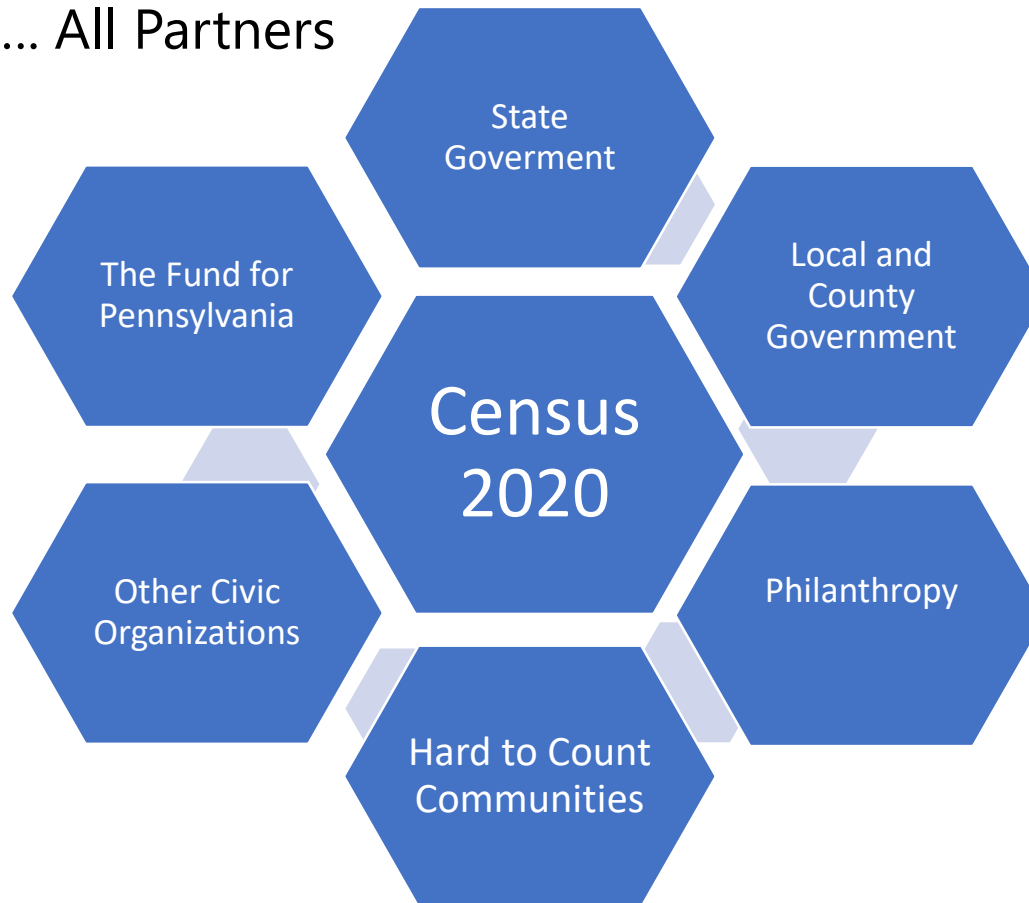 ... All Partners
State
Goverment
The Fund for
Pennsylvania
Local and
County
Government
Census
2020
Other Civic
Organizations
Philanthropy
Hard to Count
Communities